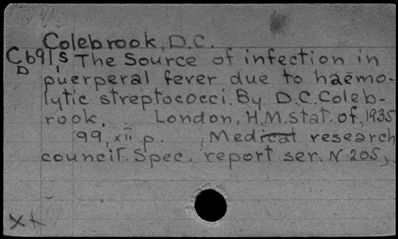 Colebrook, D.C.
Cb91s The Source of infection in
D puerperal fever due to haemo-
lytic streptococci. By D.C. Coleb-
rook. London, H.M. Stat. of, 1935
99, xii p. , Medical research
council. Spec. report ser. N 205,